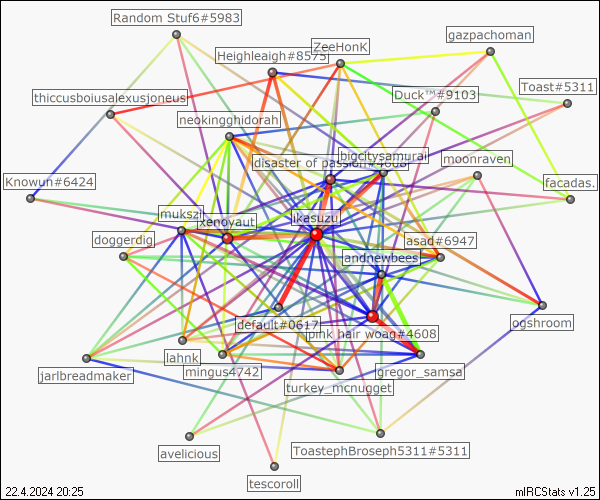 Random Stuf6#5983
ZeeHonK
gazpachoman
Heighleaigh#8575
Toast#5311
Duck™#9103
thiccusboiusalexusjoneus
neokingghidorah
bigcitysamurai
disaster of passion#4086
moonraven
Knowun#6424
facadas.
mukszi
ikasuzu
xenoyaut
doggerdig
asad#6947
andnewbees
ogshroom
default#0617
pink hair woag#4608
lahnk
mingus4742
gregor_samsa
jarlbreadmaker
turkey_mcnugget
avelicious
ToastephBroseph5311#5311
tescoroll
22.4.2024 20:25
mIRCStats v1.25